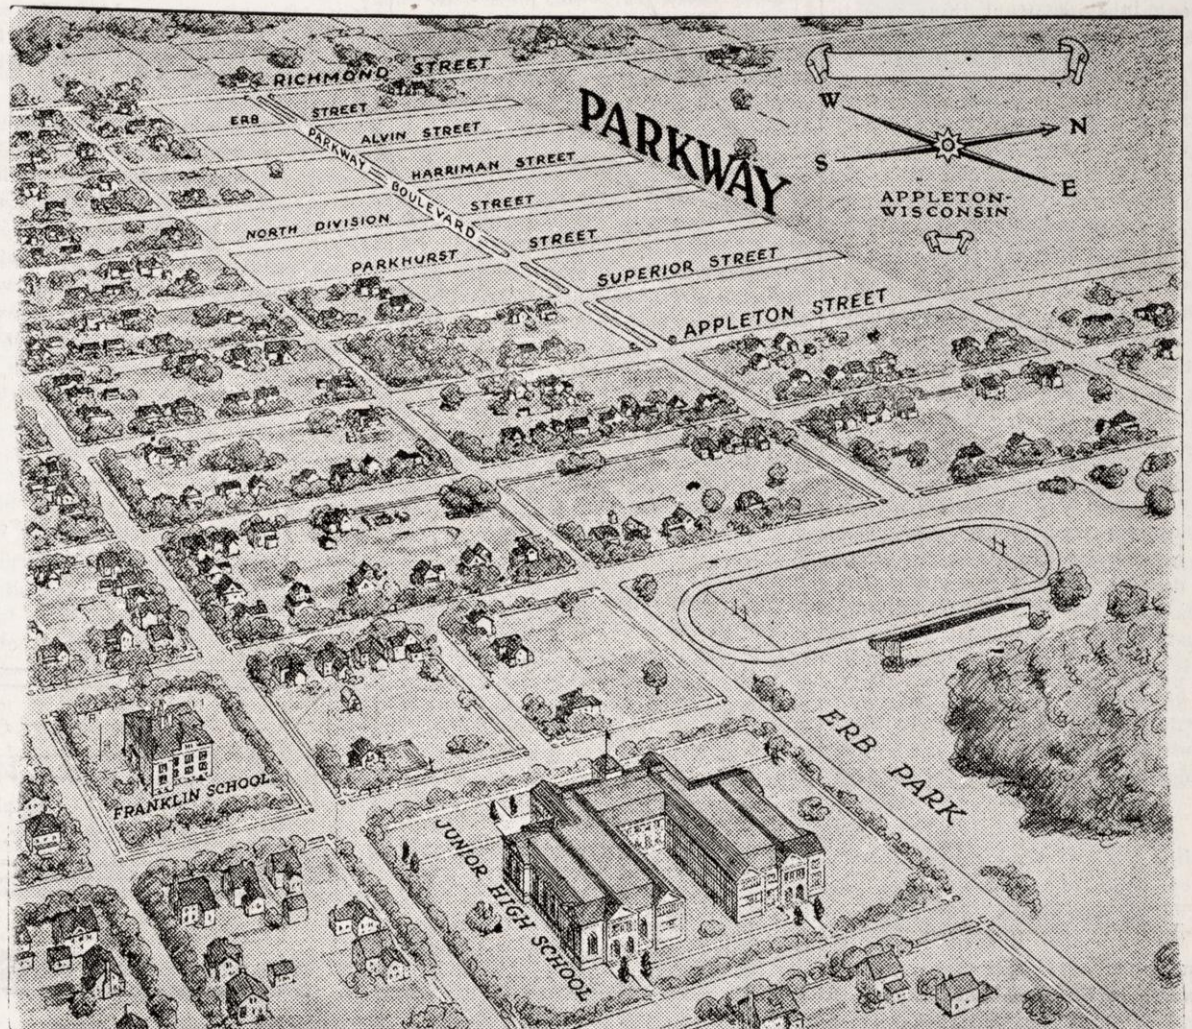 RICHMOND STREET
ERB STREET
PARKWAY BOULEVARD
ALVIN STREET
HARRIMAN STREET
NORTH DIVISION STREET
PARKHURST STREET
SUPERIOR STREET
APPLETON STREET
PARKWAY
W
N
S
E
APPLETON-
WISCONSIN
ERB PARK
FRANKLIN SCHOOL
JUNIOR HIGH SCHOOL